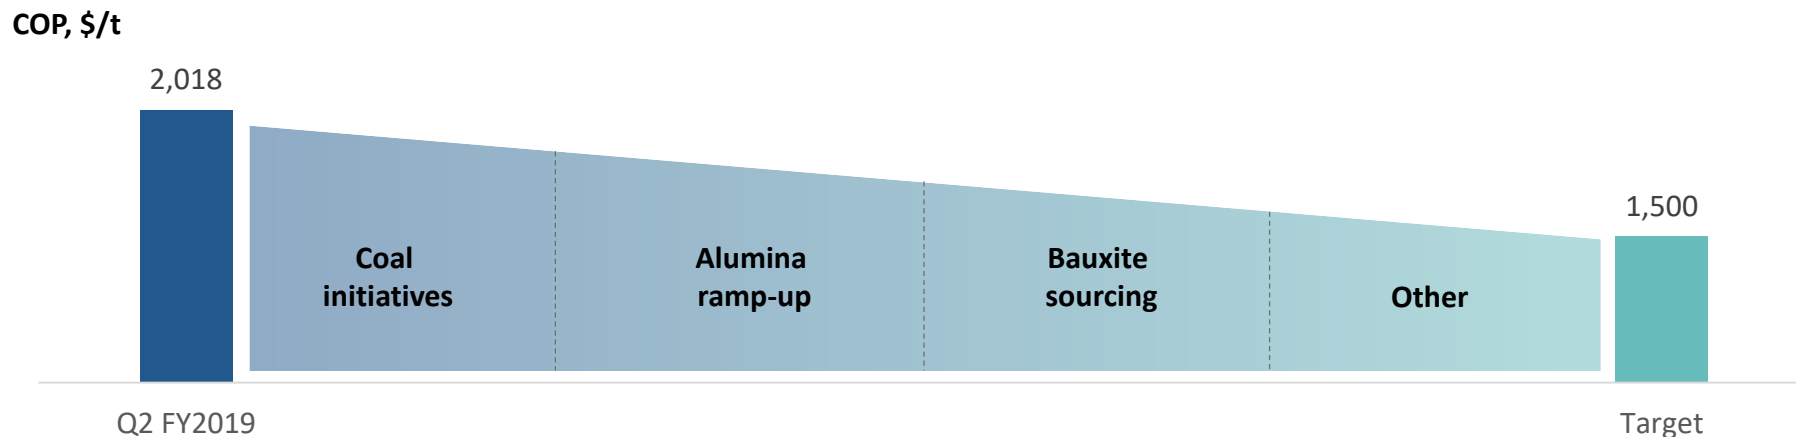 COP, $/t
2,018
1,500
Coal
initiatives
Alumina
ramp-up
Bauxite
sourcing
Other
Q2 FY2019
Target